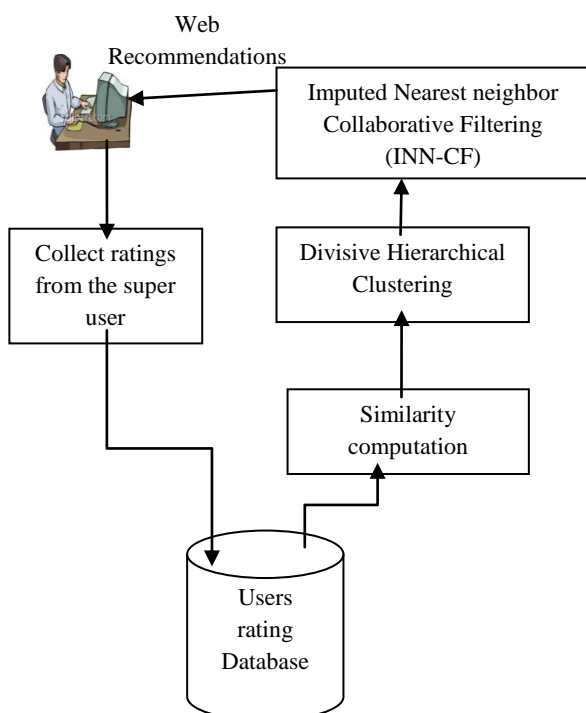 Web
Recommendations
Imputed Nearest neighbor
Collaborative Filtering
(INN-CF)
Collect ratings
from the super
user
Divisive Hierarchical
Clustering
Similarity
computation
Users
rating
Database